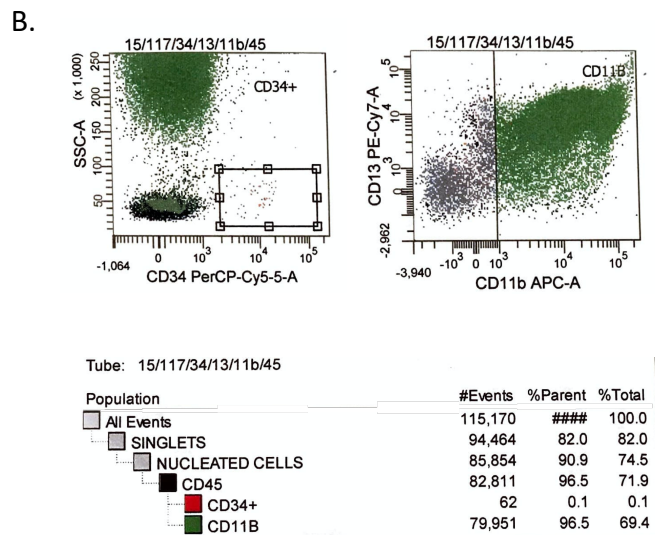 B.
15/117/34/13/11b/45
SSC-A
(x 1,000)
250
200
150
100
50
CD34+
-1,064
0
10³
10⁴
10⁵
CD34 PerCP-Cy5-5-A
15/117/34/13/11b/45
CD13 PE-Cy7-A
10⁵
10⁴
10³
0
-2,962
CD11B
-3,940
-10³
0
10³
10⁴
10⁵
CD11b APC-A
Tube: 15/117/34/13/11b/45
Population #Events %Parent %Total
All Events 115,170 #### 100.0
SINGLETS 94,464 82.0 82.0
NUCLEATED CELLS 85,854 90.9 74.5
CD45 82,811 96.5 71.9
CD34+ 62 0.1 0.1
CD11B 79,951 96.5 69.4